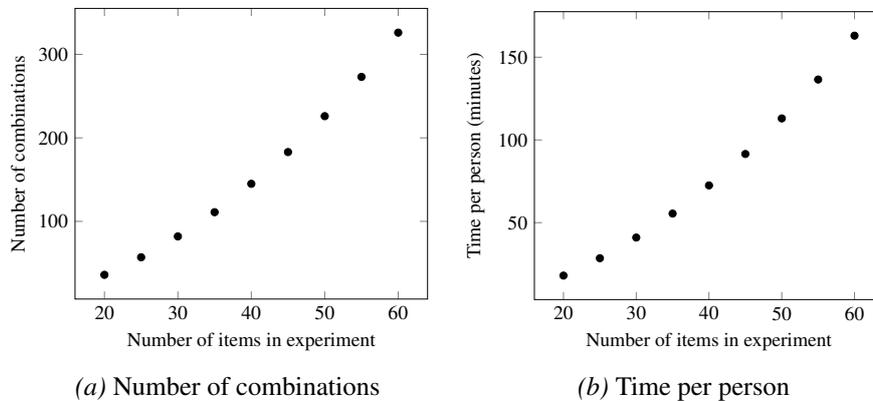 Number of combinations
300
200
100
20
30
40
50
60
Number of items in experiment
(a) Number of combinations
Time per person (minutes)
150
100
50
20
30
40
50
60
Number of items in experiment
(b) Time per person